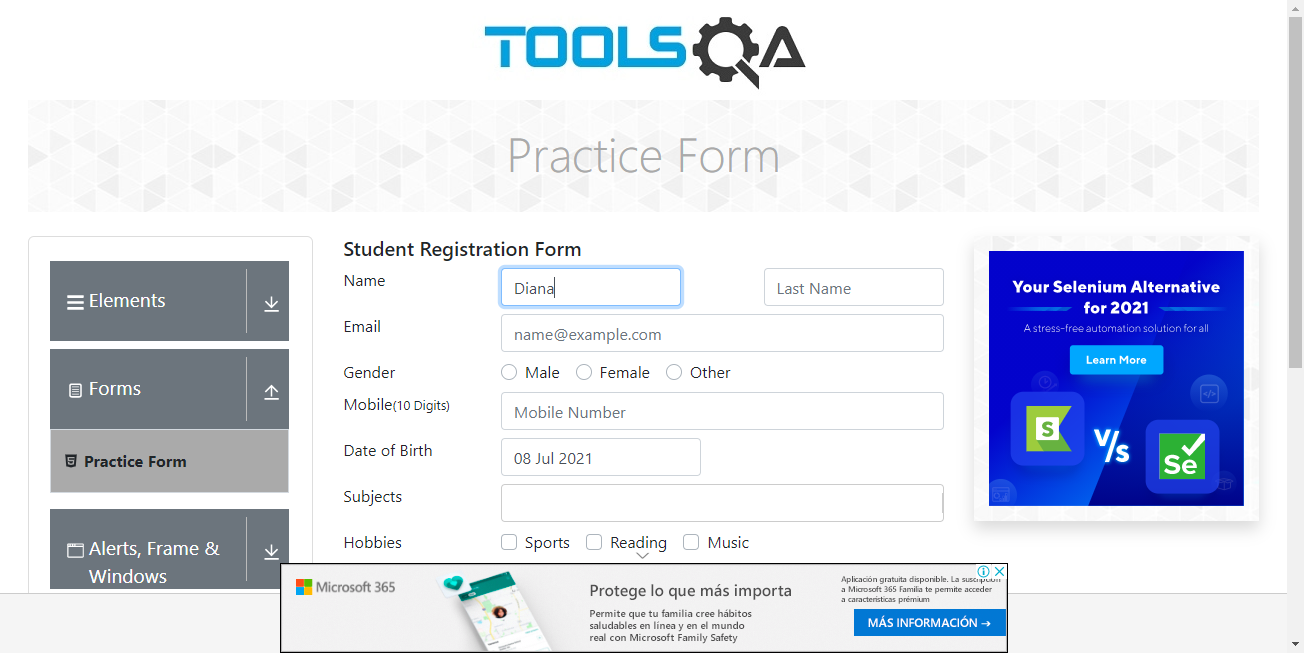 TOOLSQA
Practice Form
Elements
Forms
Practice Form
Alerts, Frame &
Windows
Student Registration Form
Name
Diana
Last Name
Email
name@example.com
Gender
Male
Female
Other
Mobile(10 Digits)
Mobile Number
Date of Birth
08 Jul 2021
Subjects
Hobbies
Sports
Reading
Music
Your Selenium Alternative
for 2021
A stress-free automation solution for all
Learn More
S
V/s
Se
Microsoft 365
Protege lo que más importa
Permite que tu familia cree hábitos
saludables en línea y en el mundo
real con Microsoft Family Safety
Aplicación gratuita disponible. La suscripción
a Microsoft 365 Familia te permite acceder
a características prémium
MÁS INFORMACIÓN →